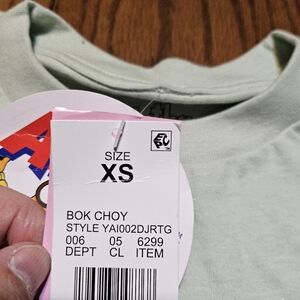 SIZE
XS
BOK CHOY
STYLE YAI002DJRTG
006 05 6299
DEPT CL ITEM